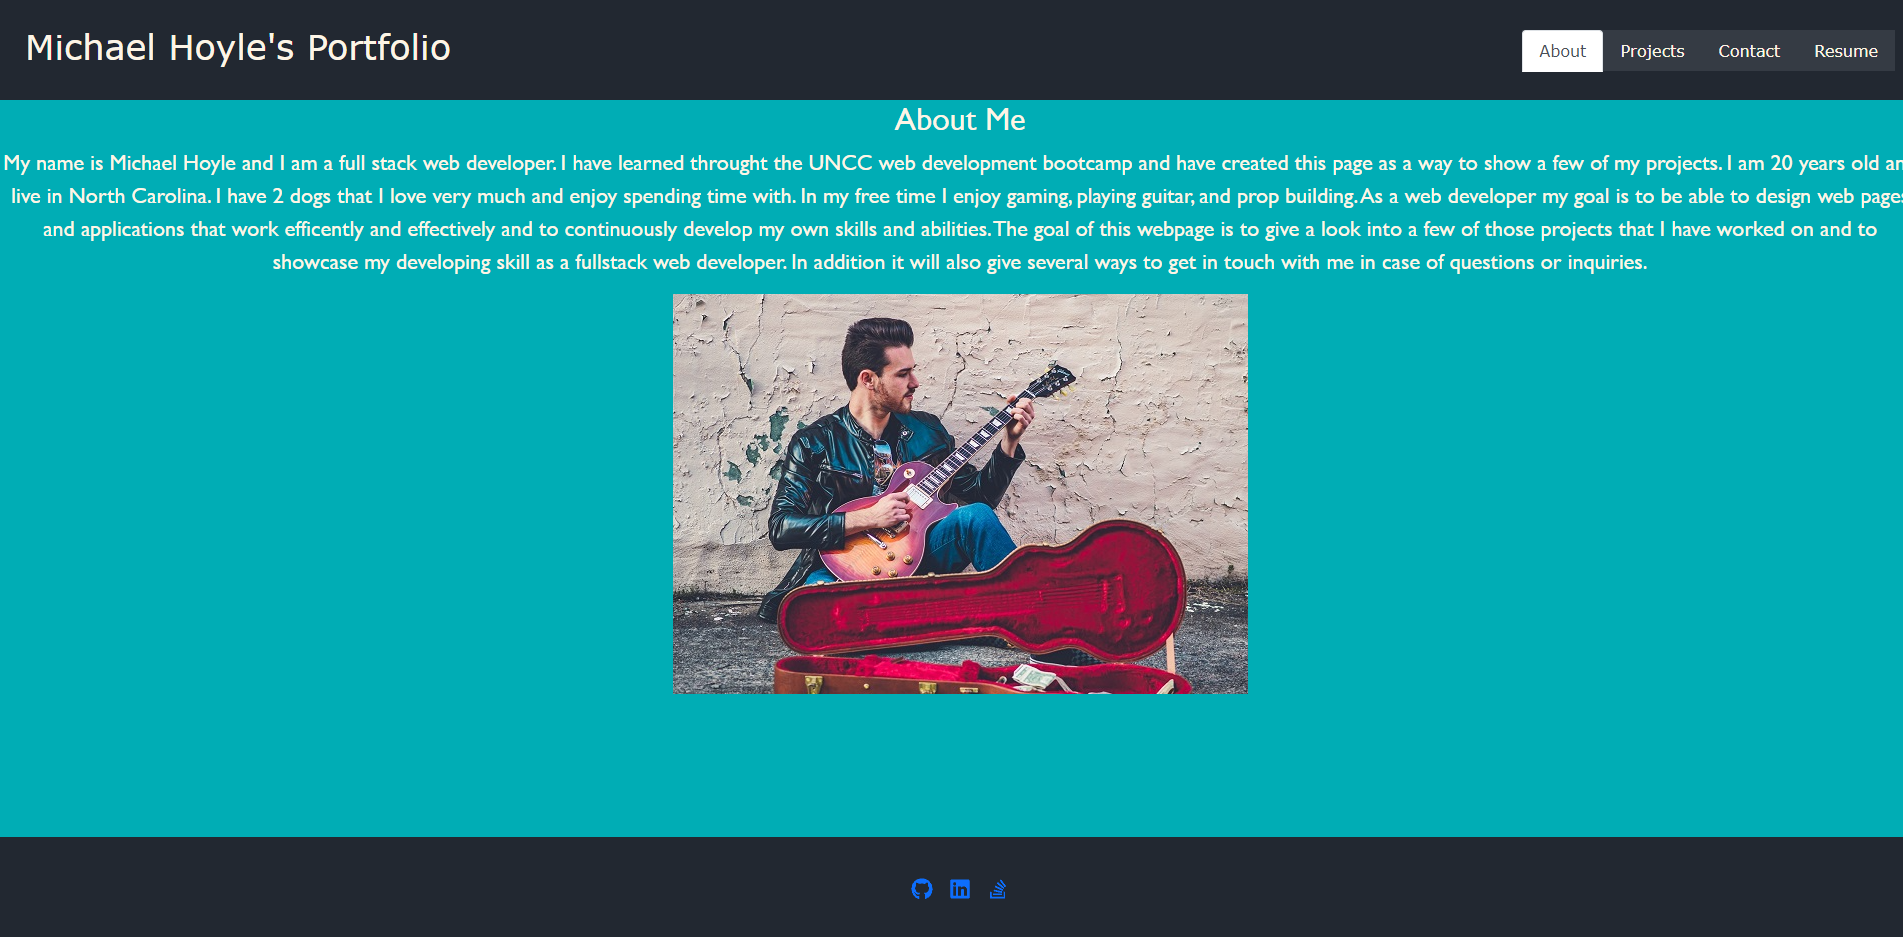 Michael Hoyle's Portfolio
About Projects Contact Resume
About Me
My name is Michael Hoyle and I am a full stack web developer. I have learned throught the UNCC web development bootcamp and have created this page as a way to show a few of my projects. I am 20 years old an
live in North Carolina. I have 2 dogs that I love very much and enjoy spending time with. In my free time I enjoy gaming, playing guitar, and prop building. As a web developer my goal is to be able to design web pages
and applications that work efficently and effectively and to continuously develop my own skills and abilities. The goal of this webpage is to give a look into a few of those projects that I have worked on and to
showcase my developing skill as a fullstack web developer. In addition it will also give several ways to get in touch with me in case of questions or inquiries.